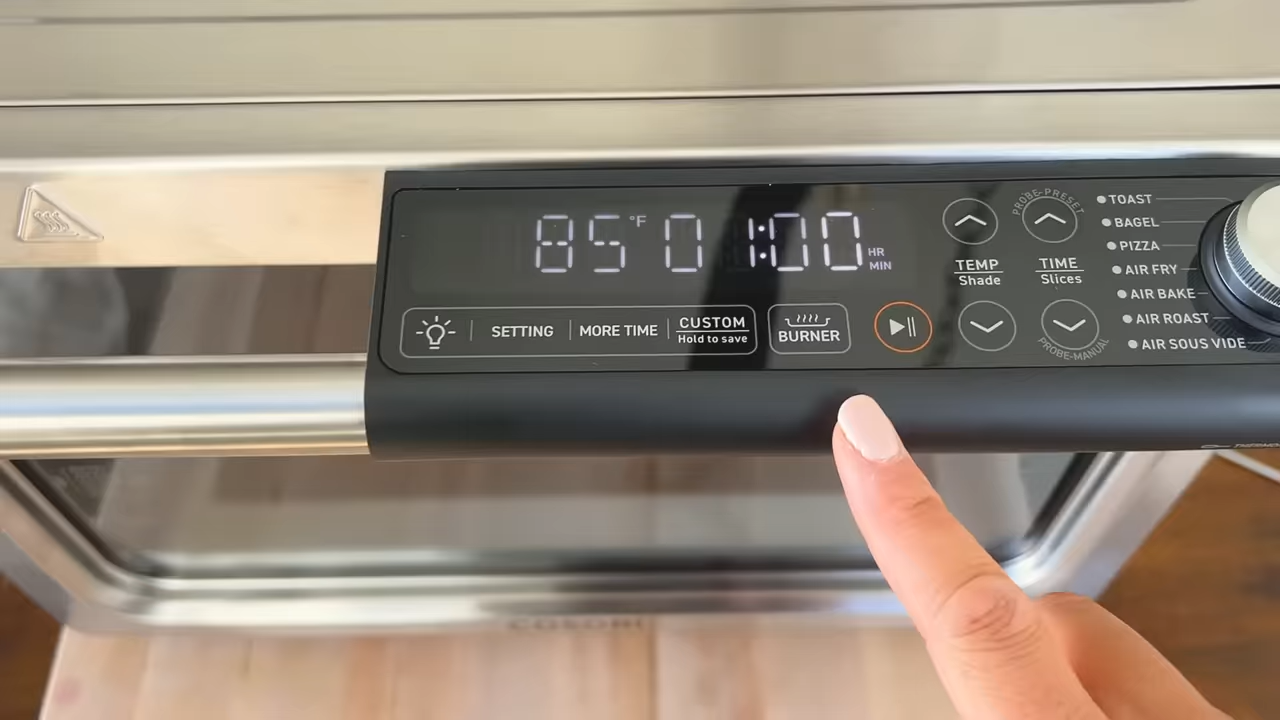 85°F 01:00 HR MIN
SETTING MORE TIME CUSTOM
Hold to save
BURNER
TEMP
Shade
PROBE-PRESET
TIME
Slices
PROBE-MANUAL
TOAST
BAGEL
PIZZA
AIR FRY
AIR BAKE
AIR ROAST
AIR SOUS VIDE
COSORI